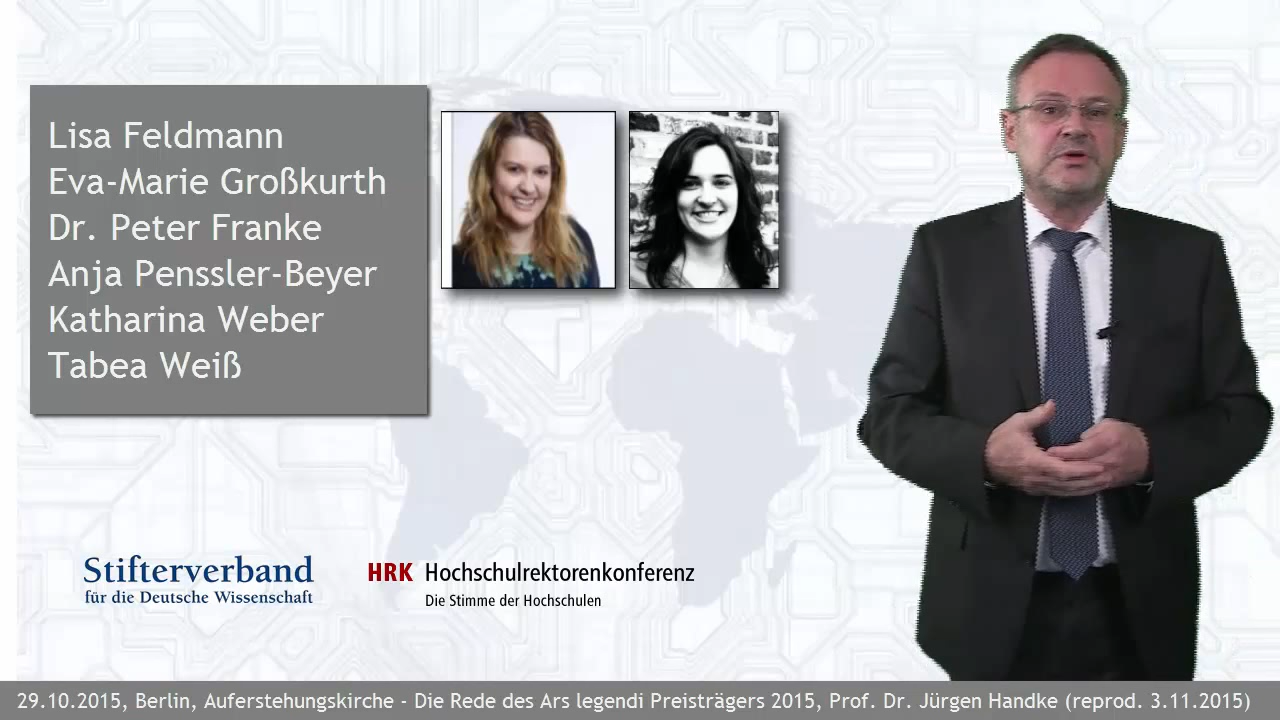 Lisa Feldmann
Eva-Marie Großkurth
Dr. Peter Franke
Anja Penssler-Beyer
Katharina Weber
Tabea Weiß
Stifterverband
für die Deutsche Wissenschaft
HRK Hochschulrektorenkonferenz
Die Stimme der Hochschulen
29.10.2015, Berlin, Auferstehungskirche - Die Rede des Ars legendi Preisträgers 2015, Prof. Dr. Jürgen Handke (reprod. 3.11.2015)